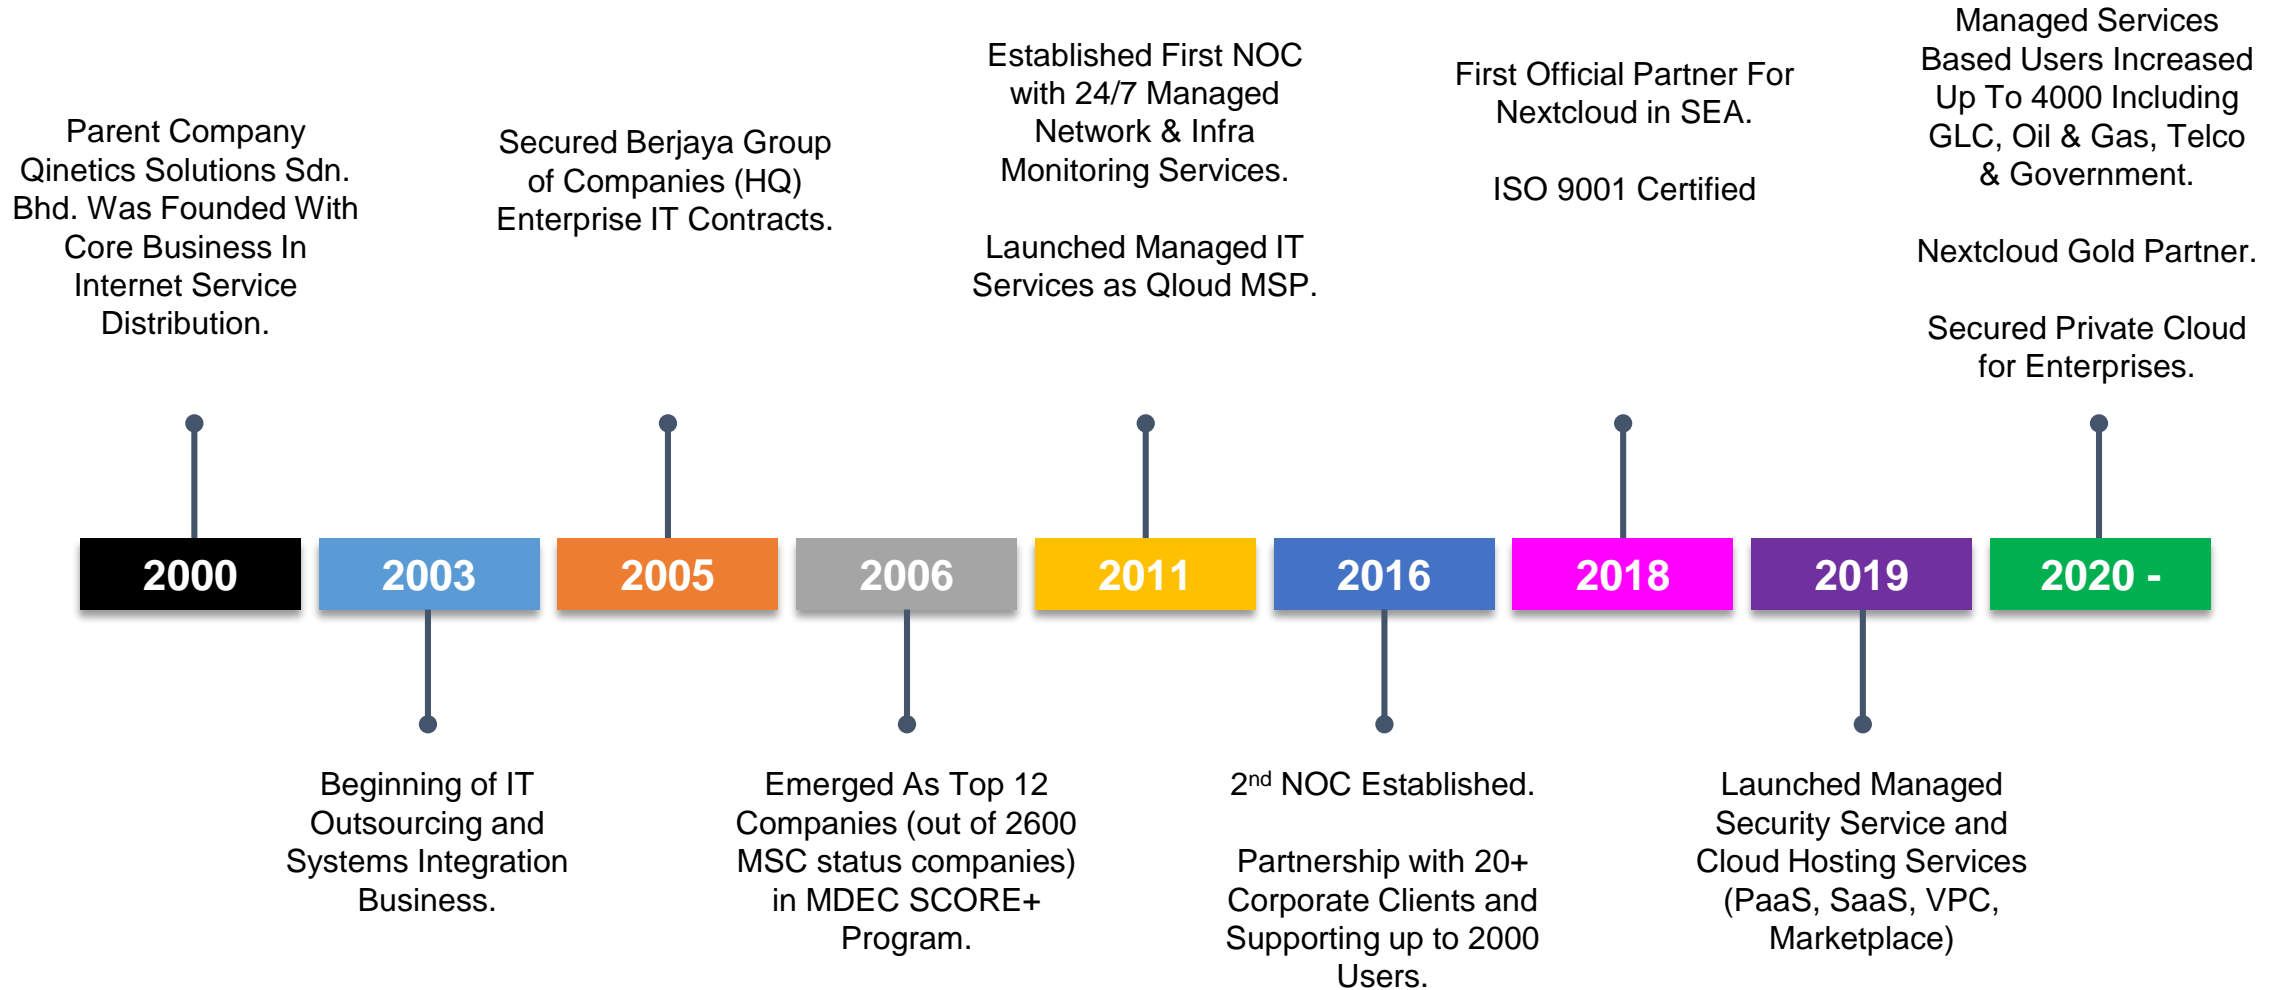 Parent Company
Qinetics Solutions Sdn.
Bhd. Was Founded With
Core Business In
Internet Service
Distribution.
Secured Berjaya Group
of Companies (HQ)
Enterprise IT Contracts.
Established First NOC
with 24/7 Managed
Network & Infra
Monitoring Services.
Launched Managed IT
Services as Qloud MSP.
First Official Partner For
Nextcloud in SEA.
ISO 9001 Certified
Managed Services
Based Users Increased
Up To 4000 Including
GLC, Oil & Gas, Telco
& Government.
Nextcloud Gold Partner.
Secured Private Cloud
for Enterprises.
2000
2003
2005
2006
2011
2016
2018
2019
2020 -
Beginning of IT
Outsourcing and
Systems Integration
Business.
Emerged As Top 12
Companies (out of 2600
MSC status companies)
in MDEC SCORE+
Program.
2nd NOC Established.
Partnership with 20+
Corporate Clients and
Supporting up to 2000
Users.
Launched Managed
Security Service and
Cloud Hosting Services
(PaaS, SaaS, VPC,
Marketplace)